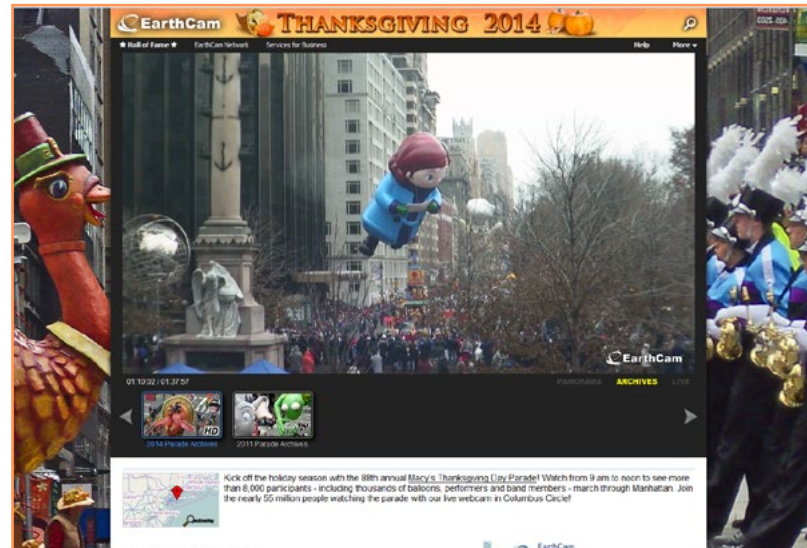 EarthCam THANKSGIVING 2014
★ Hall of Fame ★ EarthCam Network Services for Business Help More
EarthCam
01:10:02 / 01:37:57 PANORAMA ARCHIVES LIVE
HD
2014 Parade Archives 2011 Parade Archives
Kick off the holiday season with the 88th annual Macy's Thanksgiving Day Parade! Watch from 9 am to noon to see more
than 8,000 participants - including thousands of balloons, performers and band members - march through Manhattan. Join
the nearly 55 million people watching the parade with our live webcam in Columbus Circle!
EarthCam